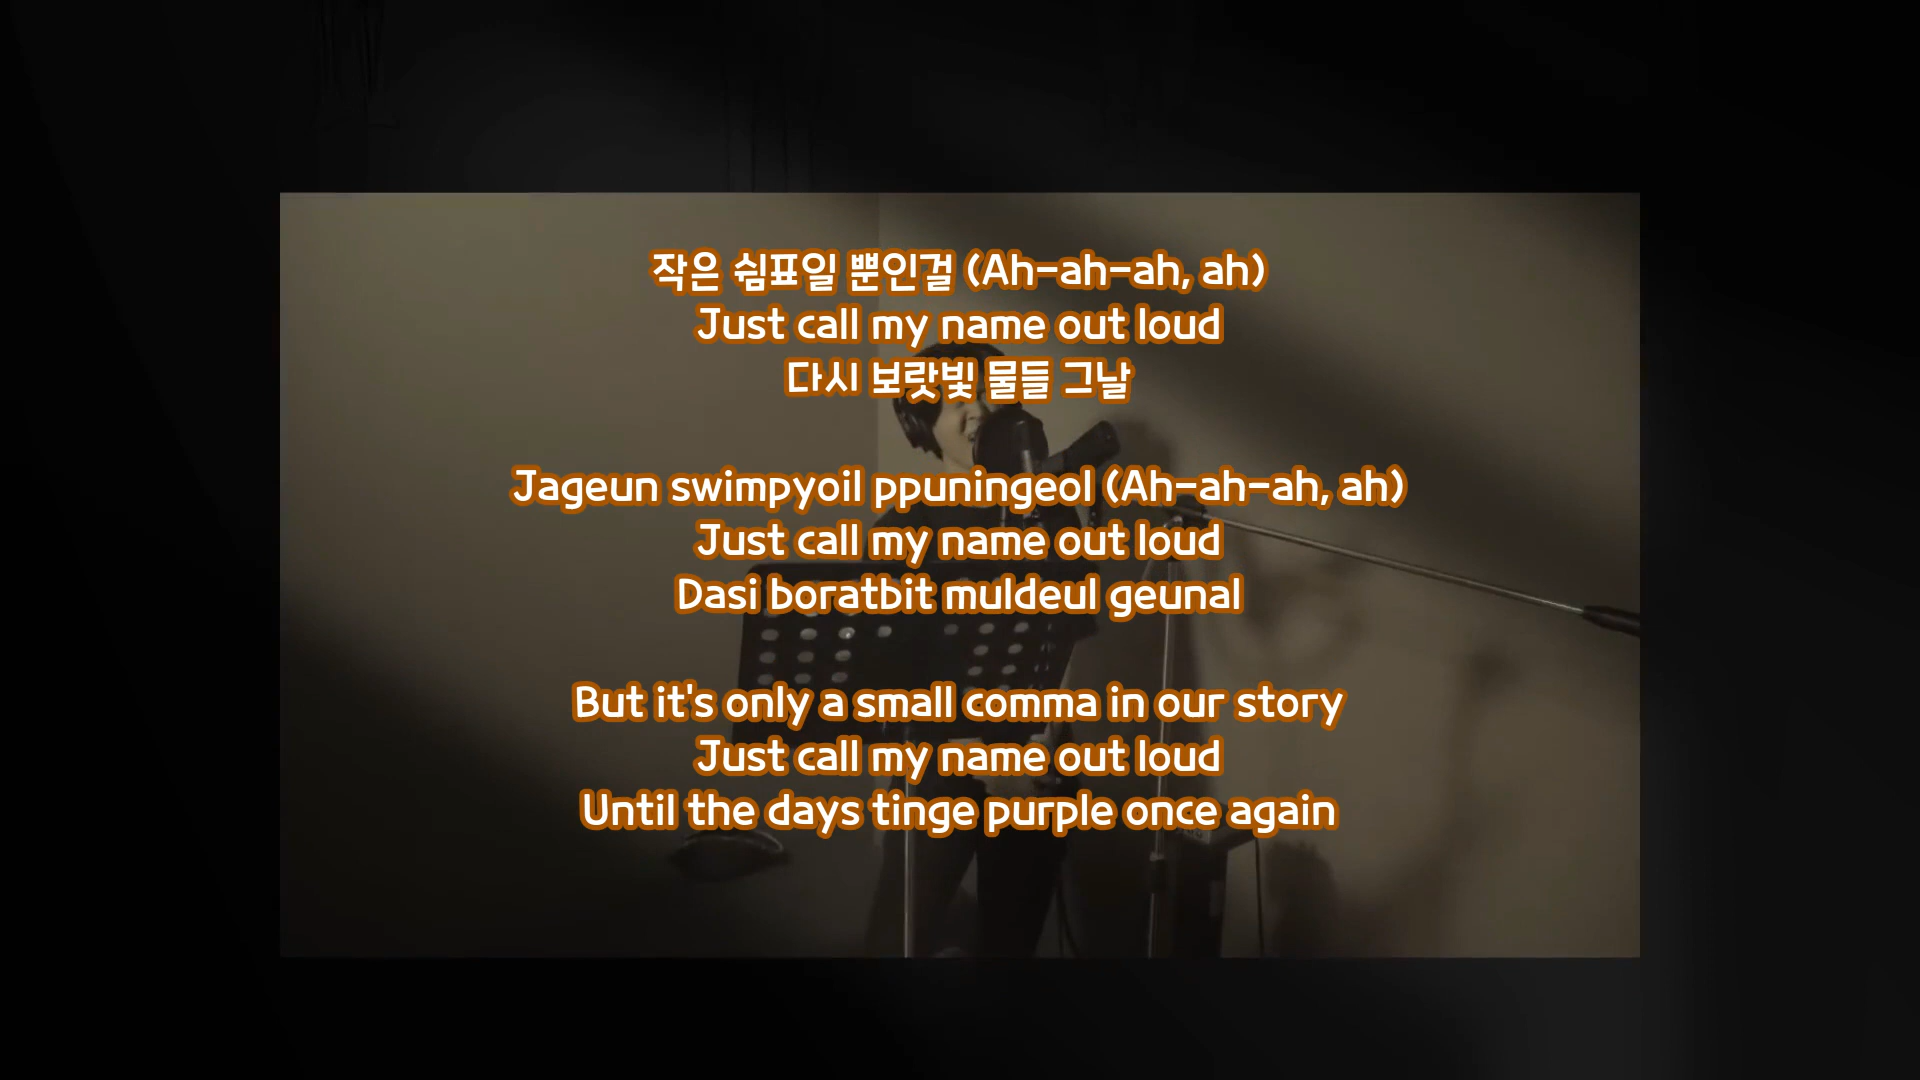 작은 쉼표일 뿐인걸 (Ah-ah-ah, ah)
Just call my name out loud
다시 보랏빛 물들 그날
Jageun swimpyoil ppuningeol (Ah-ah-ah, ah)
Just call my name out loud
Dasi boratbit muldeul geunal
But it's only a small comma in our story
Just call my name out loud
Until the days tinge purple once again